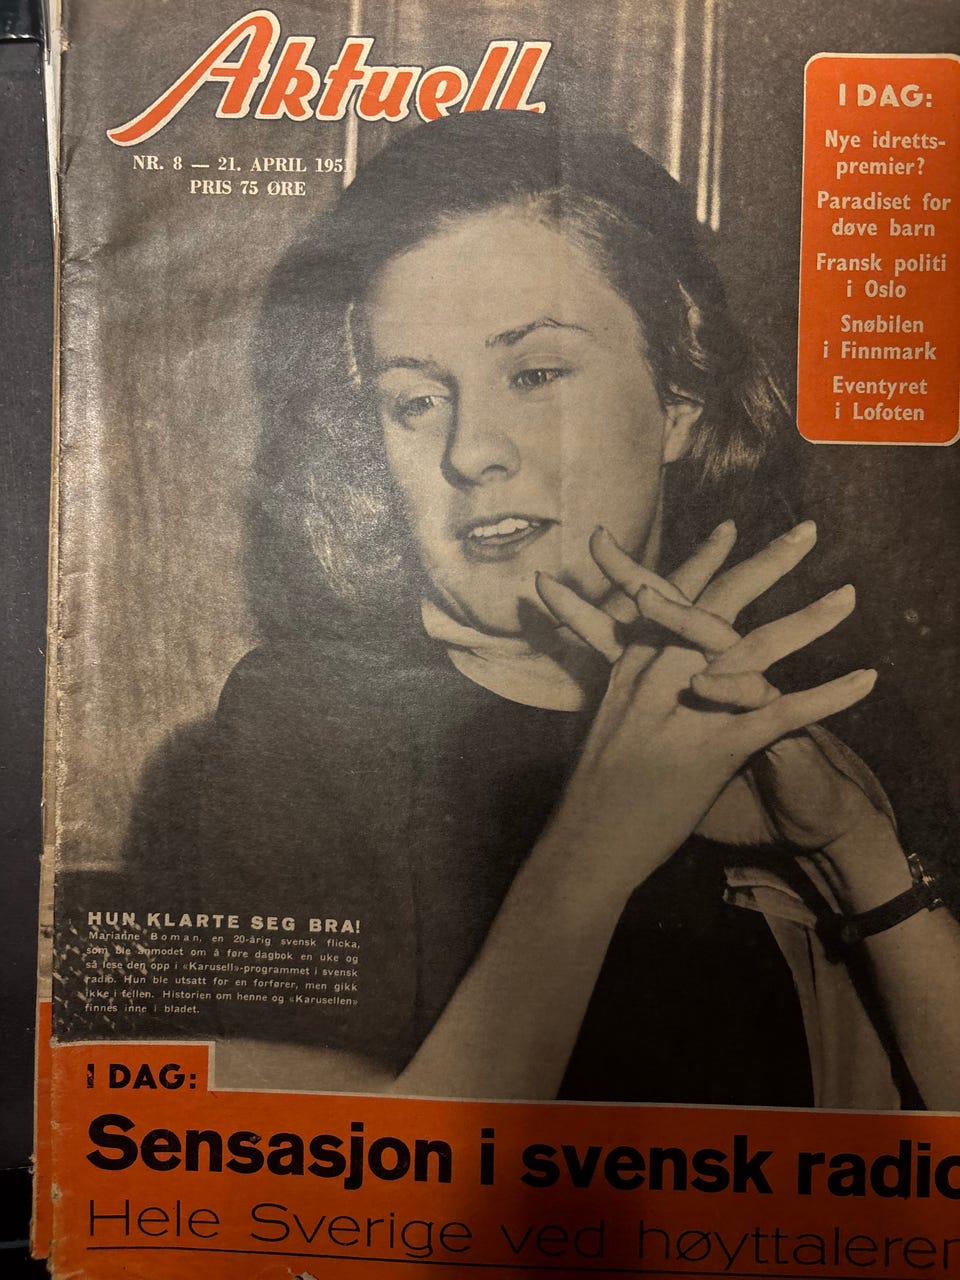 Aktuell
NR. 8 — 21. APRIL 1951
PRIS 75 ØRE
I DAG:
Nye idretts-
premier?
Paradiset for
døve barn
Fransk politi
i Oslo
Snøbilen
i Finnmark
Eventyret
i Lofoten
HUN KLARTE SEG BRA!
Marianne Boman, en 20-årig svensk flicka,
som ble anmodet om å føre dagbok en uke og
så lese den opp i «Karusell»-programmet i svensk
radio. Hun ble utsatt for en forfører, men gikk
ikke i fellen. Historien om henne og «Karusellen»
finnes inne i bladet.
I DAG:
Sensasjon i svensk radio
Hele Sverige ved høyttaleren